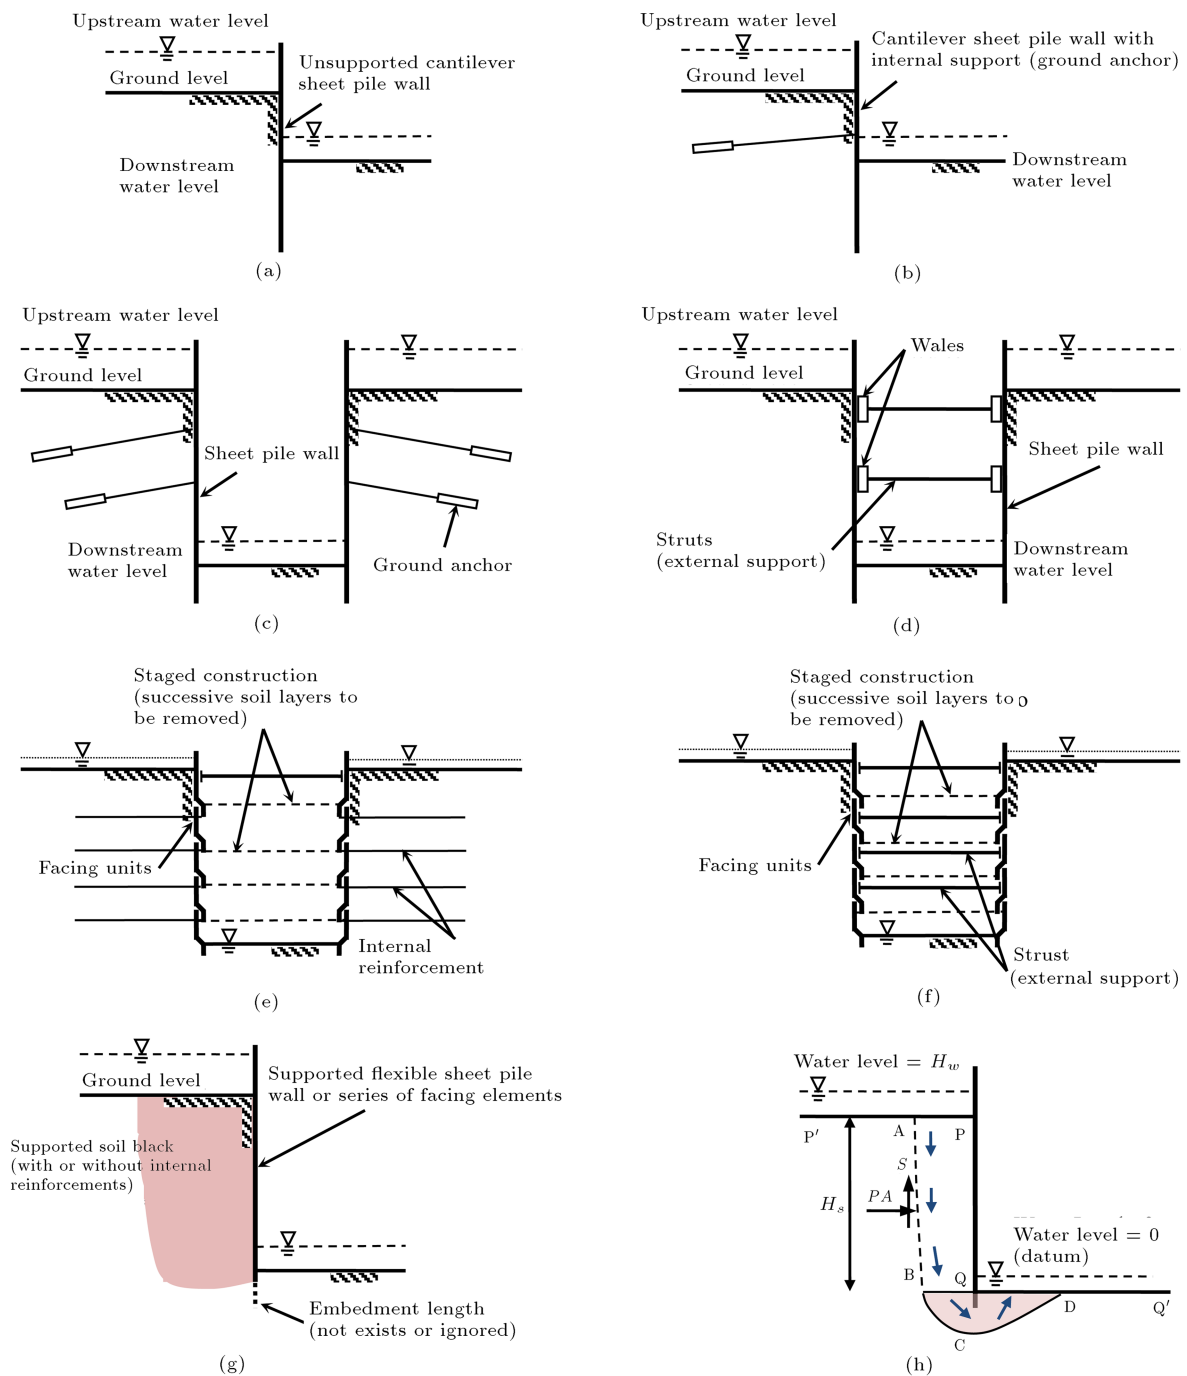 Upstream water level
Ground level
Unsupported cantilever
sheet pile wall
Downstream
water level
(a)
Upstream water level
Cantilever sheet pile wall with
internal support (ground anchor)
Ground level
Downstream
water level
(b)
Upstream water level
Ground level
Sheet pile wall
Downstream
water level
Ground anchor
(c)
Upstream water level
Wales
Ground level
Sheet pile wall
Struts
(external support)
Downstream
water level
(d)
Staged construction
(successive soil layers to
be removed)
Facing units
Internal
reinforcement
(e)
Staged construction
(successive soil layers to
be removed)
Facing units
Strust
(external support)
(f)
Ground level
Supported flexible sheet pile
wall or series of facing elements
Supported soil black
(with or without internal
reinforcements)
Embedment length
(not exists or ignored)
(g)
Water level = Hw
P′ A P
S
PA
Hs
Water level = 0
(datum)
B Q
D Q′
C
(h)